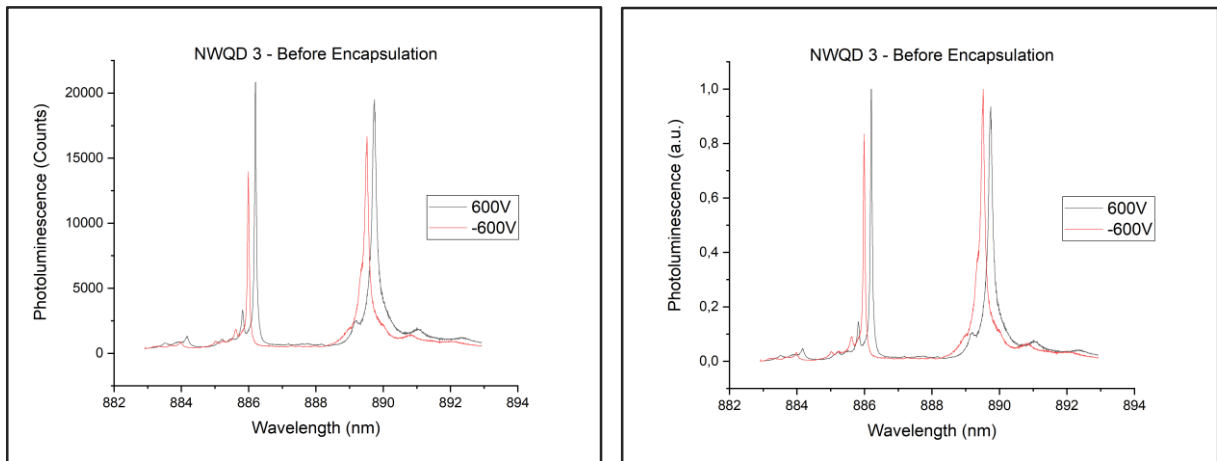 NWQD 3 - Before Encapsulation
20000
15000
10000
5000
0
Photoluminescence (Counts)
600V
-600V
882 884 886 888 890 892 894
Wavelength (nm)
NWQD 3 - Before Encapsulation
1,0
0,8
0,6
0,4
0,2
0,0
Photoluminescence (a.u.)
600V
-600V
882 884 886 888 890 892 894
Wavelength (nm)